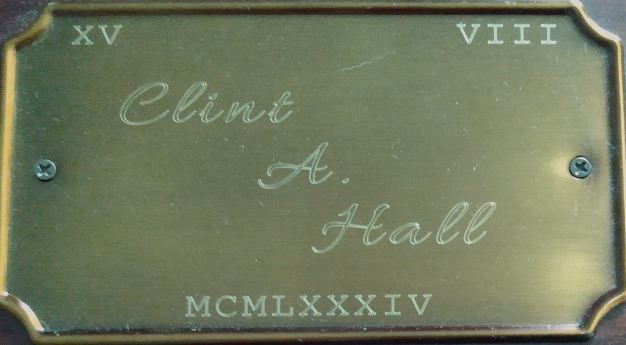 XV VIII
Clint
A.
Hall
MCMLXXXIV